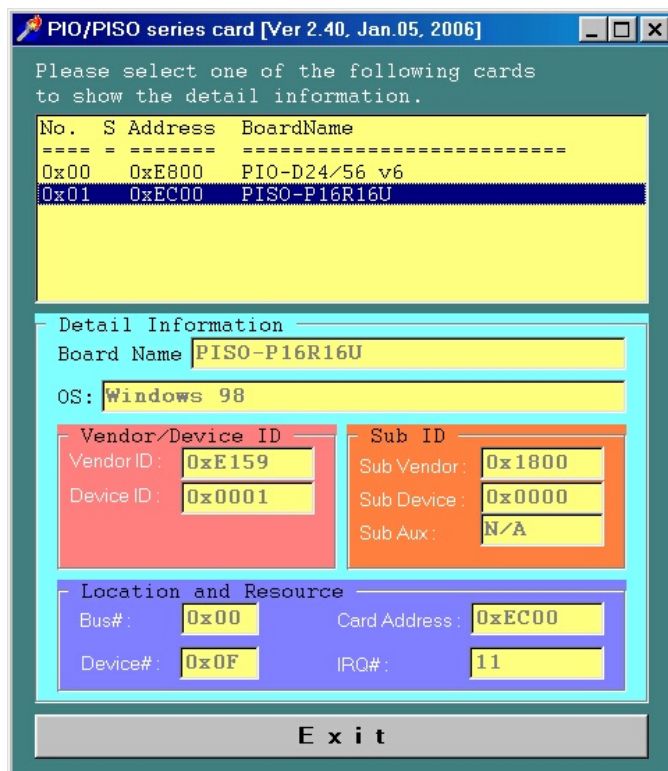 PIO/PISO series card [Ver 2.40, Jan.05, 2006]
Please select one of the following cards
to show the detail information.
No. S Address BoardName
==== = ======= ==========================
0x00 0xE800 PIO-D24/56 v6
0x01 0xEC00 PISO-P16R16U
Detail Information
Board Name PISO-P16R16U
OS: Windows 98
Vendor/Device ID
Vendor ID : 0xE159
Device ID : 0x0001
Sub ID
Sub Vendor : 0x1800
Sub Device : 0x0000
Sub Aux : N/A
Location and Resource
Bus# : 0x00 Card Address : 0xEC00
Device# : 0x0F IRQ# : 11
Exit